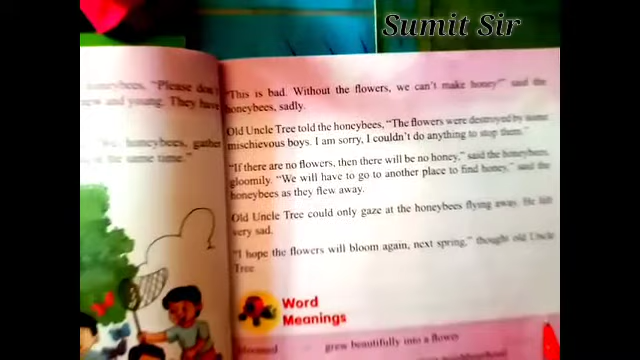 Sumit Sir
honeybees, "Please don't
new and young. They have
honeybees, gather
at the same time."
"This is bad. Without the flowers, we can't make honey" said the
honeybees, sadly.
Old Uncle Tree told the honeybees, "The flowers were destroyed by some
mischievous boys. I am sorry, I couldn't do anything to stop them."
"If there are no flowers, then there will be no honey," said the honeybees,
gloomily. "We will have to go to another place to find honey," said the
honeybees as they flew away.
Old Uncle Tree could only gaze at the honeybees flying away. He felt
very sad.
"I hope the flowers will bloom again, next spring," thought old Uncle
Tree
Word
Meanings
grew beautifully into a flower